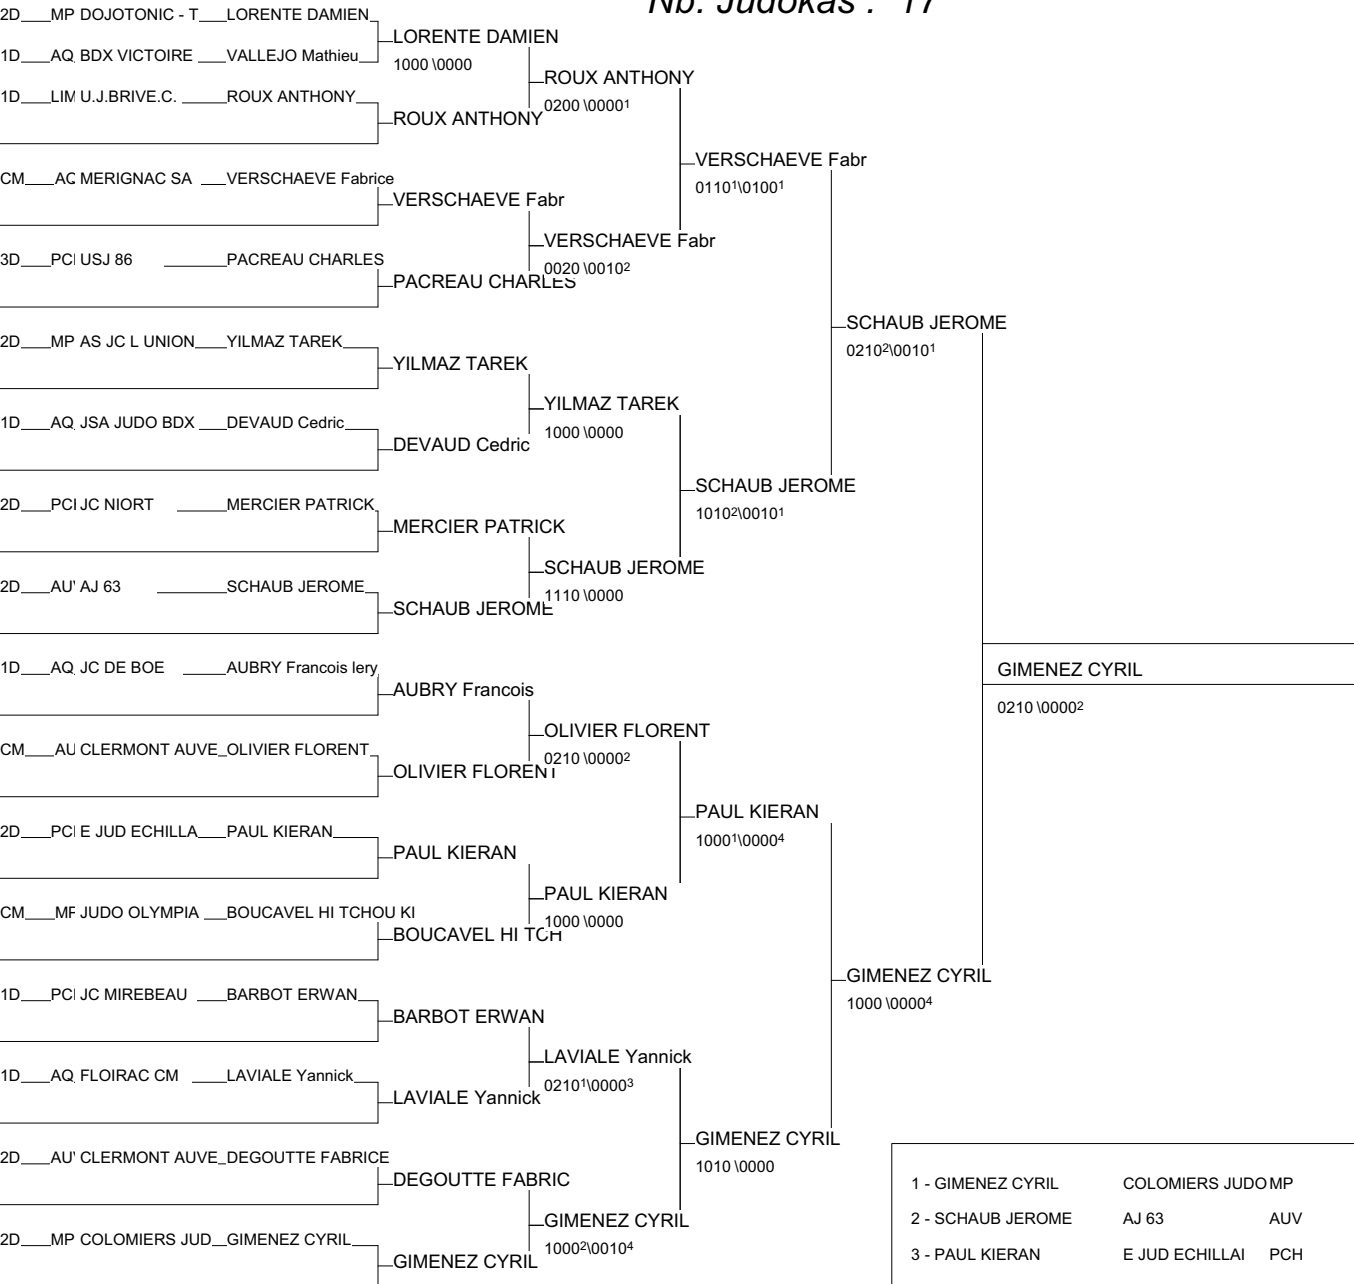 Nb. Judokas : 17
2D MP DOJOTONIC - T LORENTE DAMIEN
LORENTE DAMIEN
1D AQ BDX VICTOIRE VALLEJO Mathieu
1000 \0000
ROUX ANTHONY
1D LIM U.J.BRIVE.C. ROUX ANTHONY
0200 \0000¹
ROUX ANTHONY
VERSCHAEVE Fabr
CM AQ MERIGNAC SA VERSCHAEVE Fabrice
0110¹\0100¹
VERSCHAEVE Fabr
VERSCHAEVE Fabr
3D PCH USJ 86 PACREAU CHARLES
0020 \0010²
PACREAU CHARLES
SCHAUB JEROME
2D MP AS JC L UNION YILMAZ TAREK
0210²\0010¹
YILMAZ TAREK
YILMAZ TAREK
1D AQ JSA JUDO BDX DEVAUD Cedric
1000 \0000
DEVAUD Cedric
SCHAUB JEROME
2D PCH JC NIORT MERCIER PATRICK
1010²\0010¹
MERCIER PATRICK
SCHAUB JEROME
2D AUV AJ 63 SCHAUB JEROME
1110 \0000
SCHAUB JEROME
1D AQ JC DE BOE AUBRY Francois lery
GIMENEZ CYRIL
AUBRY Francois
0210 \0000²
OLIVIER FLORENT
CM AU CLERMONT AUVE OLIVIER FLORENT
0210 \0000²
OLIVIER FLORENT
PAUL KIERAN
2D PCH E JUD ECHILLA PAUL KIERAN
1000¹\0000⁴
PAUL KIERAN
PAUL KIERAN
CM MP JUDO OLYMPIA BOUCAVEL HI TCHOU KI
1000 \0000
BOUCAVEL HI TCH
GIMENEZ CYRIL
1D PCH JC MIREBEAU BARBOT ERWAN
1000 \0000⁴
BARBOT ERWAN
LAVIALE Yannick
1D AQ FLOIRAC CM LAVIALE Yannick
0210¹\0000³
LAVIALE Yannick
GIMENEZ CYRIL
2D AUV CLERMONT AUVE DEGOUTTE FABRICE
1010 \0000
DEGOUTTE FABRIC
GIMENEZ CYRIL
2D MP COLOMIERS JUD GIMENEZ CYRIL
1000²\0010⁴
GIMENEZ CYRIL
1 - GIMENEZ CYRIL COLOMIERS JUDO MP
2 - SCHAUB JEROME AJ 63 AUV
3 - PAUL KIERAN E JUD ECHILLAI PCH